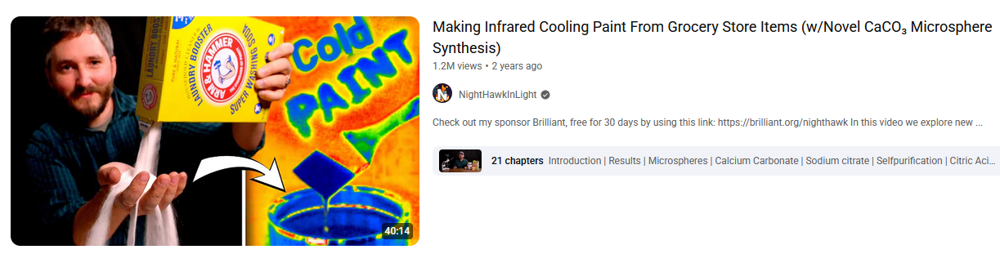 LAUNDRY BOOSTER
ARM & HAMMER
SUPER WASHING SODA
LAUNDRY BOOSTER
Cold
PAINT
40:14
Making Infrared Cooling Paint From Grocery Store Items (w/Novel CaCO₃ Microsphere
Synthesis)
1.2M views • 2 years ago
NightHawkInLight
Check out my sponsor Brilliant, free for 30 days by using this link: https://brilliant.org/nighthawk In this video we explore new ...
21 chapters Introduction | Results | Microspheres | Calcium Carbonate | Sodium citrate | Selfpurification | Citric Aci...